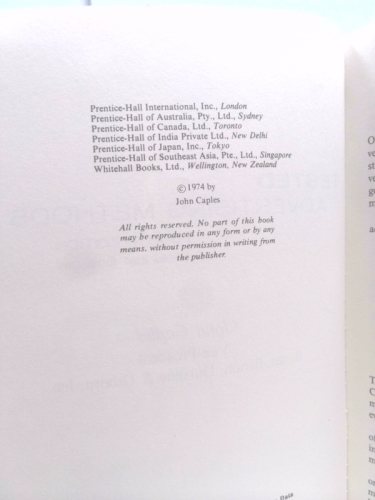 Prentice-Hall International, Inc., London
Prentice-Hall of Australia, Pty., Ltd., Sydney
Prentice-Hall of Canada, Ltd., Toronto
Prentice-Hall of India Private Ltd., New Delhi
Prentice-Hall of Japan, Inc., Tokyo
Prentice-Hall of Southeast Asia, Pte., Ltd., Singapore
Whitehall Books, Ltd., Wellington, New Zealand
©1974 by
John Caples
All rights reserved. No part of this book
may be reproduced in any form or by any
means, without permission in writing from
the publisher.
Data